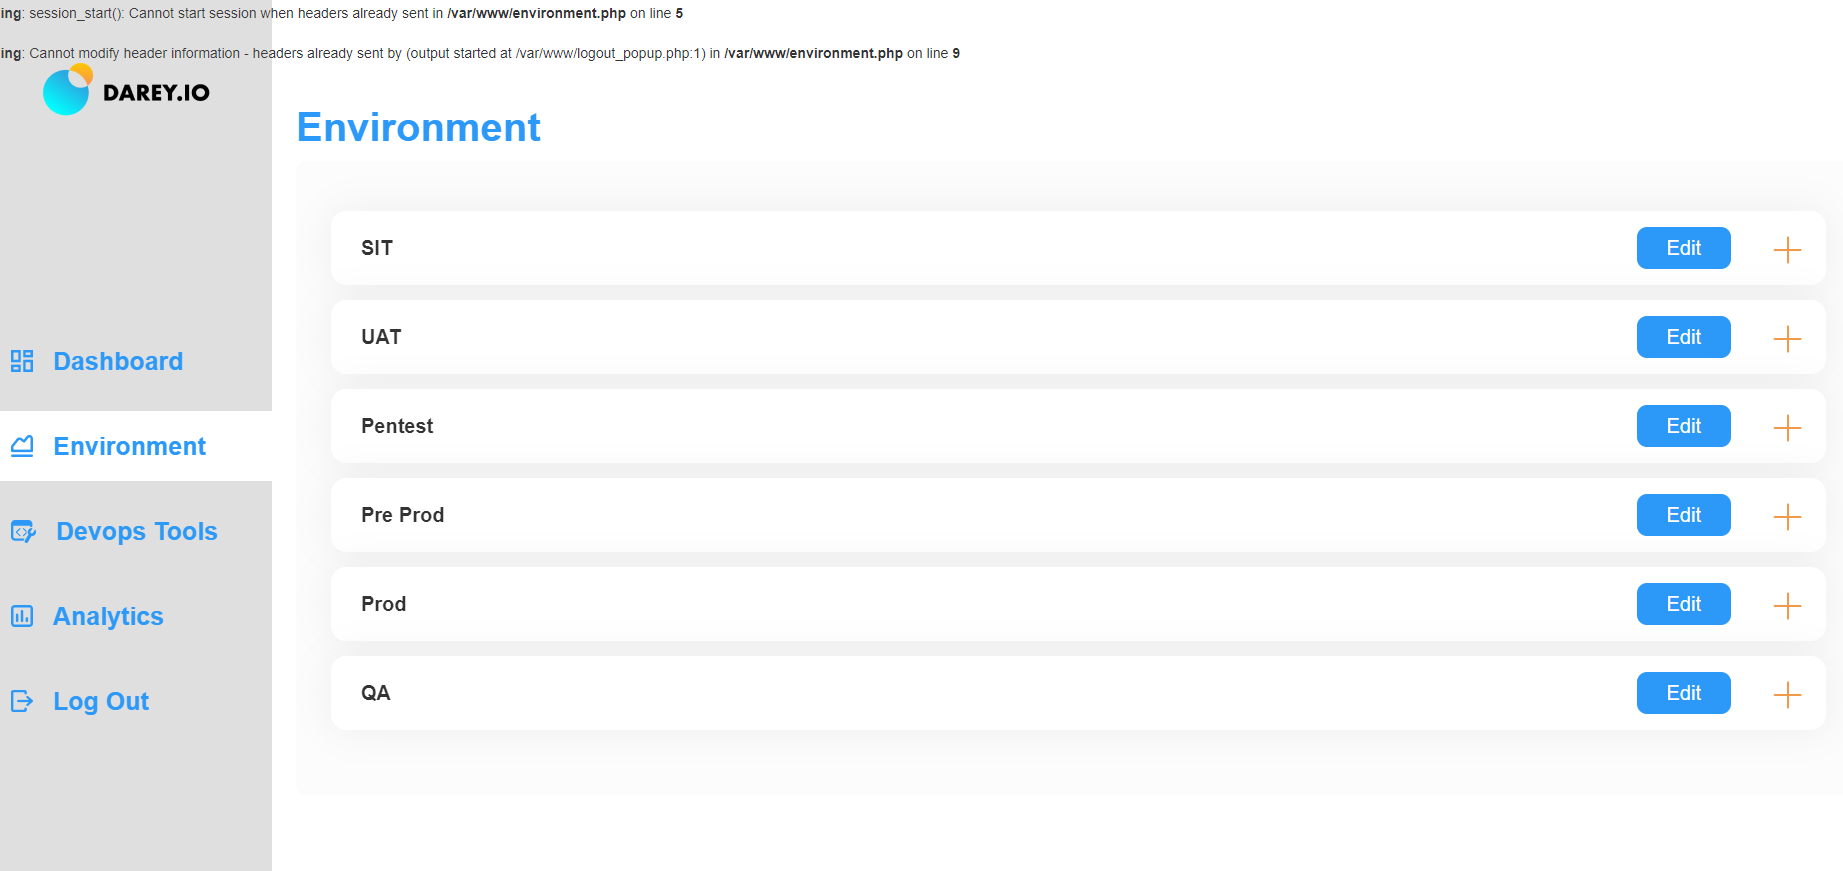 ing: session_start(): Cannot start session when headers already sent in /var/www/environment.php on line 5
ing: Cannot modify header information - headers already sent by (output started at /var/www/logout_popup.php:1) in /var/www/environment.php on line 9
DAREY.IO
Environment
SIT Edit
UAT Edit
Pentest Edit
Pre Prod Edit
Prod Edit
QA Edit
Dashboard
Environment
Devops Tools
Analytics
Log Out